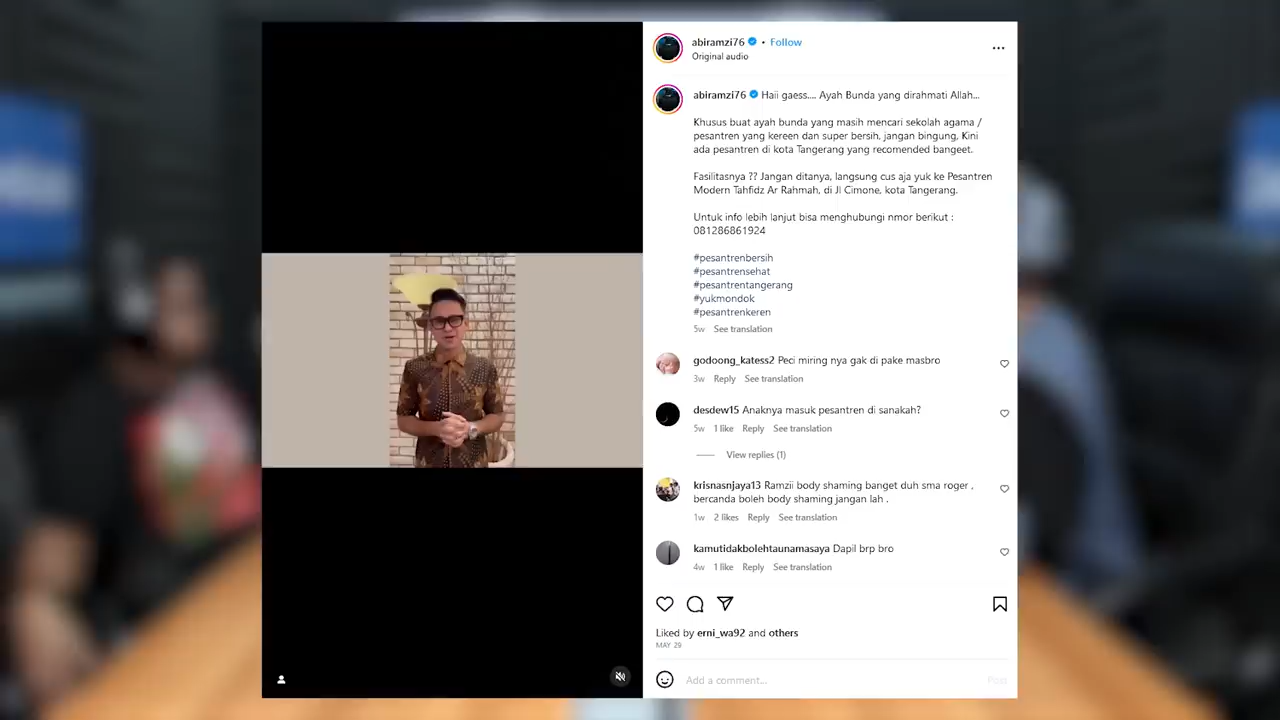 abiramzi76 • Follow
Original audio
abiramzi76 Haii gaess.... Ayah Bunda yang dirahmati Allah...
Khusus buat ayah bunda yang masih mencari sekolah agama /
pesantren yang kereen dan super bersih, jangan bingung, Kini
ada pesantren di kota Tangerang yang recomended bangeet.
Fasilitasnya ?? Jangan ditanya, langsung cus aja yuk ke Pesantren
Modern Tahfidz Ar Rahmah, di Jl Cimone, kota Tangerang.
Untuk info lebih lanjut bisa menghubungi nmor berikut :
081286861924
#pesantrenbersih
#pesantrensehat
#pesantrentangerang
#yukmondok
#pesantrenkeren
5w See translation
godoong_katess2 Peci miring nya gak di pake masbro
3w Reply See translation
desdew15 Anaknya masuk pesantren di sanakah?
5w 1 like Reply See translation
View replies (1)
krisnasnjaya13 Ramzii body shaming banget duh sma roger ,
bercanda boleh body shaming jangan lah .
1w 2 likes Reply See translation
kamutidakbolehtaunamasaya Dapil brp bro
4w 1 like Reply See translation
Liked by erni_wa92 and others
MAY 29
Add a comment...
Post